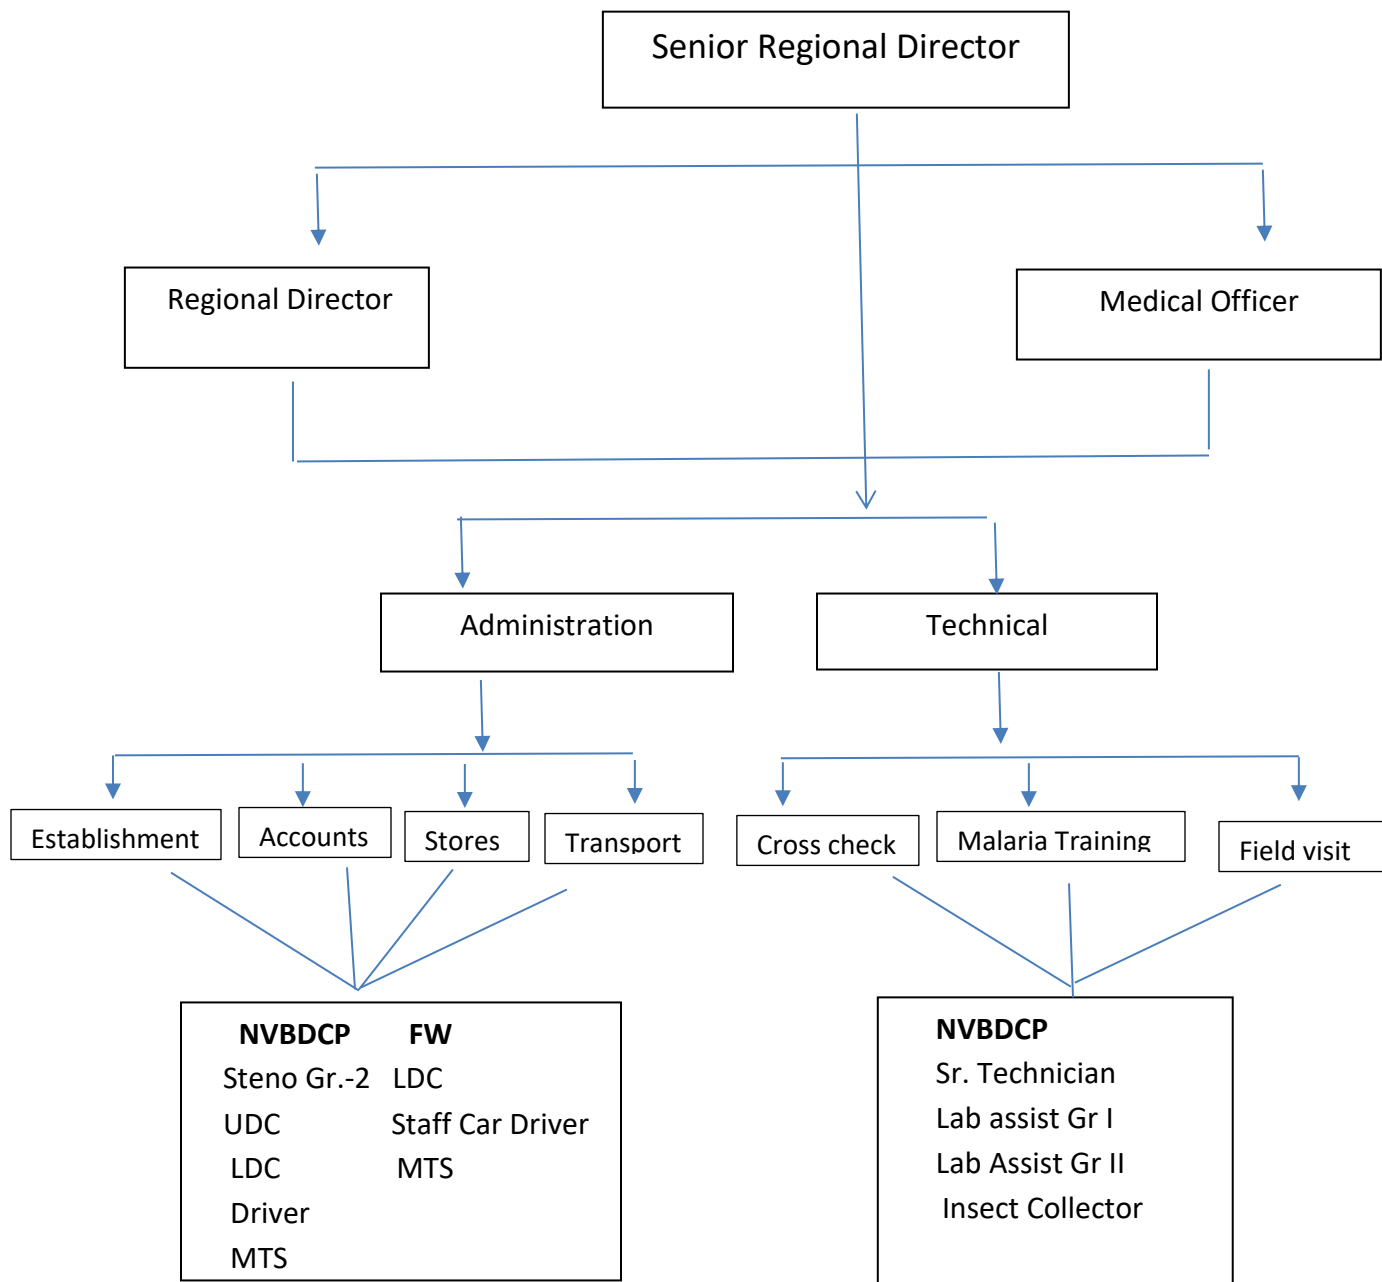 Senior Regional Director
Regional Director
Medical Officer
Administration
Technical
Establishment
Accounts
Stores
Transport
Cross check
Malaria Training
Field visit
NVBDCP FW
Steno Gr.-2 LDC
UDC Staff Car Driver
LDC MTS
Driver
MTS
NVBDCP
Sr. Technician
Lab assist Gr I
Lab Assist Gr II
Insect Collector